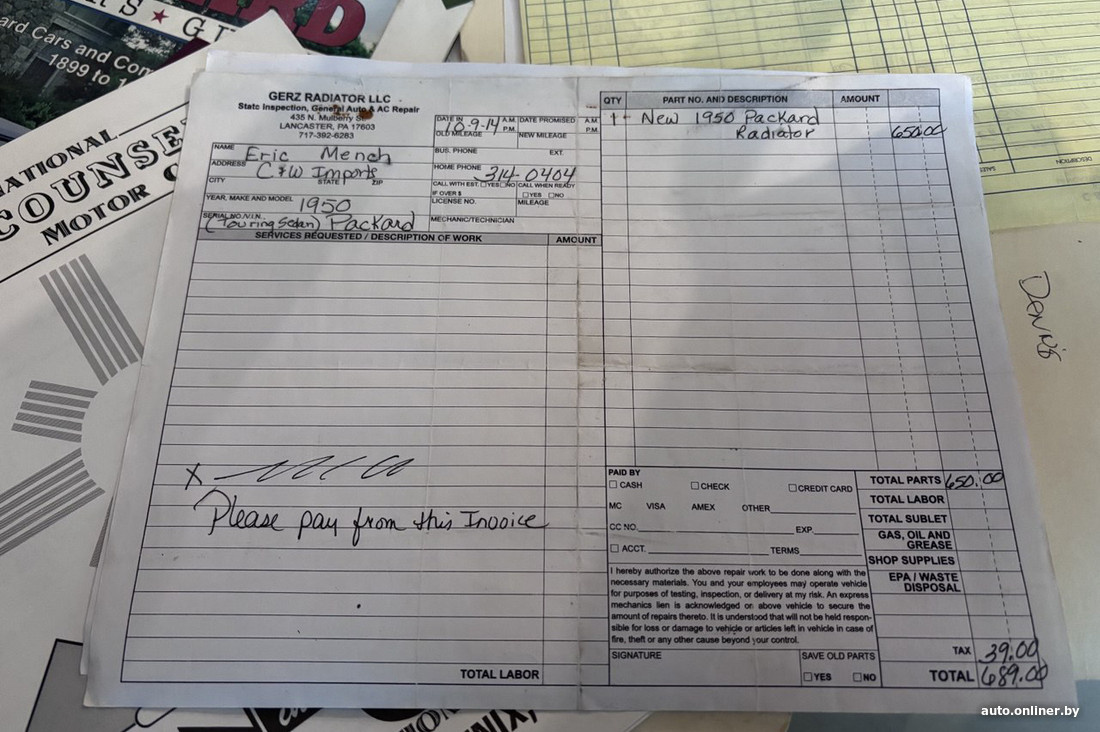 S ★ G
ard Cars and Com
1899 to 1
NATIONAL
COUNSE
MOTOR C
GERZ RADIATOR LLC
State Inspection, General Auto & AC Repair
435 N. Mulberry St.
LANCASTER, PA 17603
717-392-6283
DATE IN 10-9-14 A.M. P.M.
DATE PROMISED A.M. P.M.
OLD MILEAGE
NEW MILEAGE
NAME Eric Mench
BUS. PHONE EXT.
ADDRESS C&W Imports
HOME PHONE 314-0404
CITY STATE ZIP
CALL WITH EST. ☐YES ☐NO
IF OVER $
CALL WHEN READY
☐YES ☐NO
YEAR, MAKE AND MODEL 1950
LICENSE NO.
MILEAGE
SERIAL NO./V.I.N. (Touring Sedan) Packard
MECHANIC/TECHNICIAN
SERVICES REQUESTED / DESCRIPTION OF WORK AMOUNT
X
Please pay from this Invoice
TOTAL LABOR
QTY PART NO. AND DESCRIPTION AMOUNT
1 - New 1950 Packard
Radiator 650.00
PAID BY
☐ CASH ☐ CHECK ☐ CREDIT CARD
MC VISA AMEX OTHER
CC NO. EXP.
☐ ACCT. TERMS
I hereby authorize the above repair work to be done along with the
necessary materials. You and your employees may operate vehicle
for purposes of testing, inspection, or delivery at my risk. An express
mechanics lien is acknowledged on above vehicle to secure the
amount of repairs thereto. It is understood that will not be held respon-
sible for loss or damage to vehicle or articles left in vehicle in case of
fire, theft or any other cause beyond your control.
SIGNATURE
SAVE OLD PARTS
☐YES ☐NO
TOTAL PARTS 650.00
TOTAL LABOR
TOTAL SUBLET
GAS, OIL AND
GREASE
SHOP SUPPLIES
EPA / WASTE
DISPOSAL
TAX 39.00
TOTAL 689.00
DESCRIPTION
SALES
Dennis
auto.onliner.by